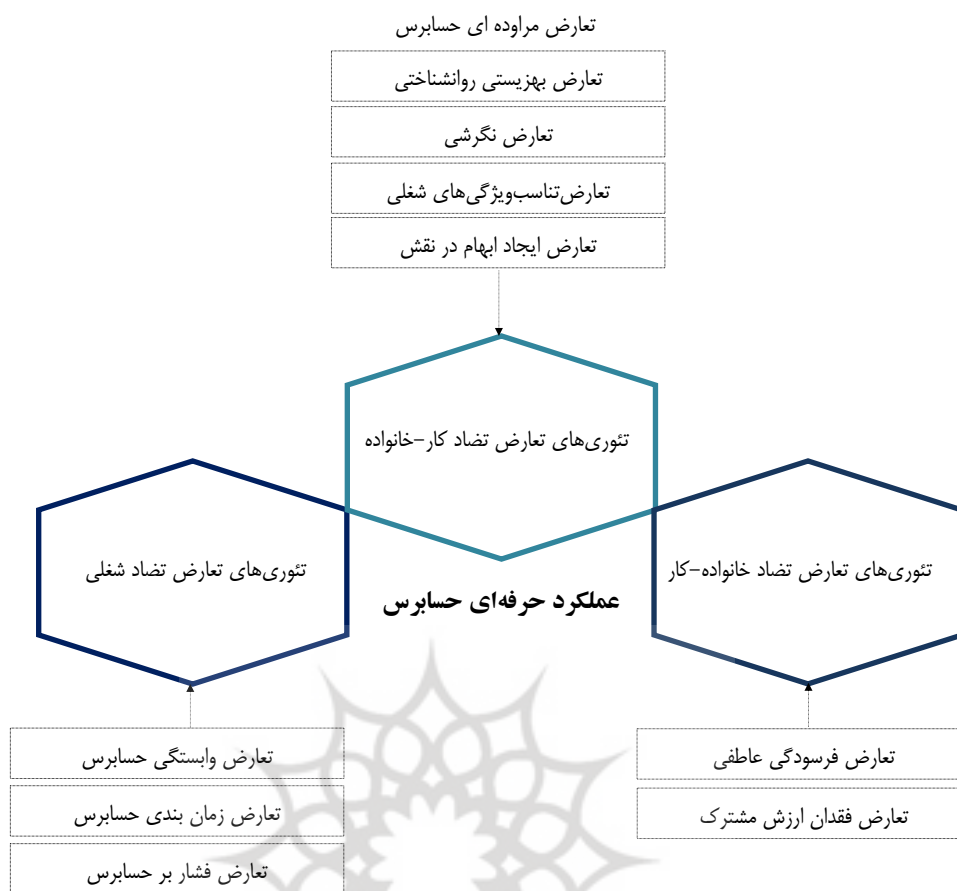 تعارض مراوده ای حسابرس
تعارض بهزیستی روانشناختی
تعارض نگرشی
تعارض‌تناسب‌ویژگی‌های شغلی
تعارض ایجاد ابهام در نقش
تئوری‌های تعارض تضاد کار-خانواده
تئوری‌های تعارض تضاد خانواده-کار
تئوری‌های تعارض تضاد شغلی
عملکرد حرفه‌ای حسابرس
تعارض فرسودگی عاطفی
تعارض فقدان ارزش مشترک
تعارض وابستگی حسابرس
تعارض زمان بندی حسابرس
تعارض فشار بر حسابرس